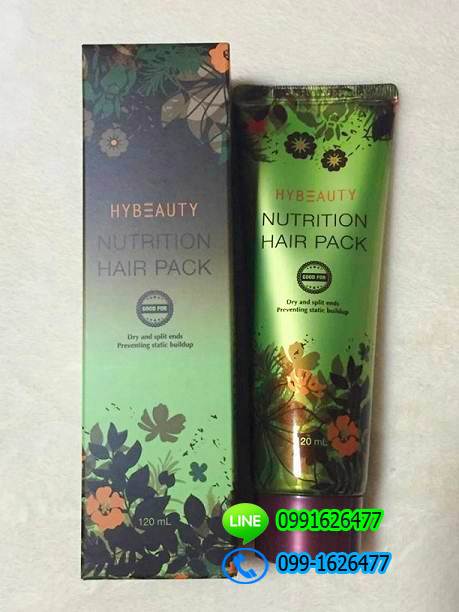 HYBEAUTY
NUTRITION
HAIR PACK
GOOD FOR
Dry and split ends
Preventing static buildup
120 mL
HYBEAUTY
NUTRITION
HAIR PACK
GOOD FOR
Dry and split ends
Preventing static buildup
120 mL
LINE 0991626477
099-1626477